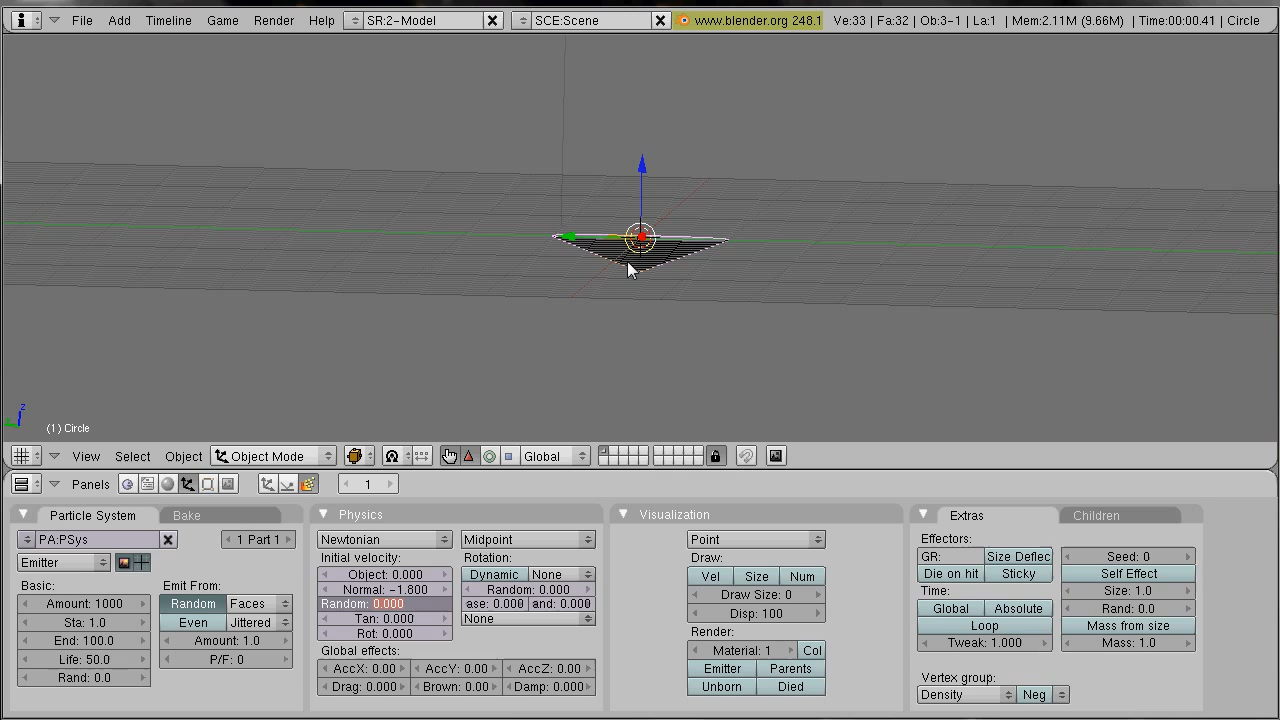 File Add Timeline Game Render Help SR:2-Model SCE:Scene www.blender.org 248.1 Ve:33 | Fa:32 | Ob:3-1 | La:1 | Mem:2.11M (9.66M) | Time:00:00.41 | Circle
z
(1) Circle
View Select Object Object Mode Global
Panels 1
Particle System Bake Physics Visualization Extras Children
PA:PSys 1 Part 1 Newtonian Midpoint Point Effectors:
Initial velocity: Rotation: Draw: GR: Size Deflec Seed: 0
Emitter Object: 0.000 Dynamic None Vel Size Num Die on hit Sticky Self Effect
Basic: Emit From: Normal: -1.800 Random: 0.000 Draw Size: 0 Time: Size: 1.0
Amount: 1000 Random Faces Random: 0.000 ase: 0.000 and: 0.000 Disp: 100 Global Absolute Rand: 0.0
Sta: 1.0 Even Jittered Tan: 0.000 None Render: Loop Mass from size
End: 100.0 Amount: 1.0 Rot: 0.000 Material: 1 Col Tweak: 1.000 Mass: 1.0
Life: 50.0 P/F: 0 Global effects: Emitter Parents
Rand: 0.0 AccX: 0.00 AccY: 0.00 AccZ: 0.00 Unborn Died Vertex group:
Drag: 0.000 Brown: 0.00 Damp: 0.000 Density Neg